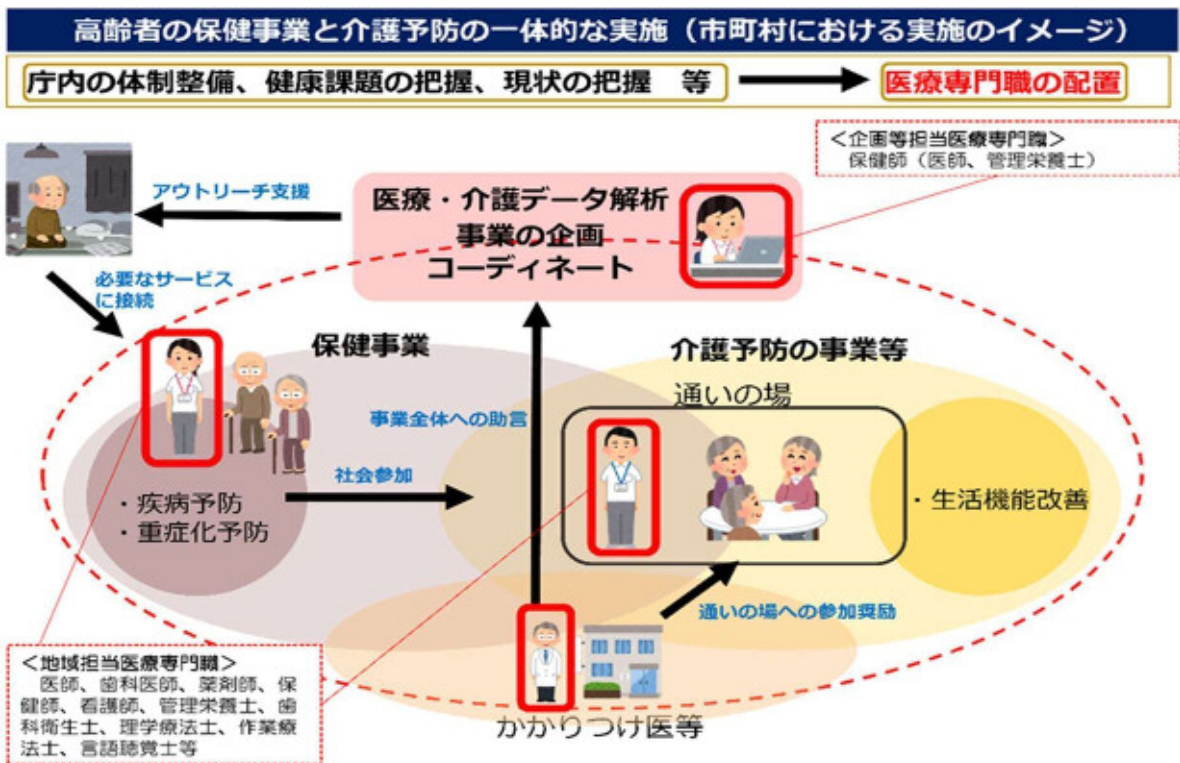 高齢者の保健事業と介護予防の一体的な実施（市町村における実施のイメージ）
庁内の体制整備、健康課題の把握、現状の把握　等
医療専門職の配置
＜企画等担当医療専門職＞
保健師（医師、管理栄養士）
アウトリーチ支援
医療・介護データ解析
事業の企画
コーディネート
必要なサービス
に接続
保健事業
介護予防の事業等
通いの場
事業全体への助言
社会参加
・疾病予防
・重症化予防
・生活機能改善
通いの場への参加奨励
＜地域担当医療専門職＞
医師、歯科医師、薬剤師、保
健師、看護師、管理栄養士、歯
科衛生士、理学療法士、作業療
法士、言語聴覚士等
かかりつけ医等